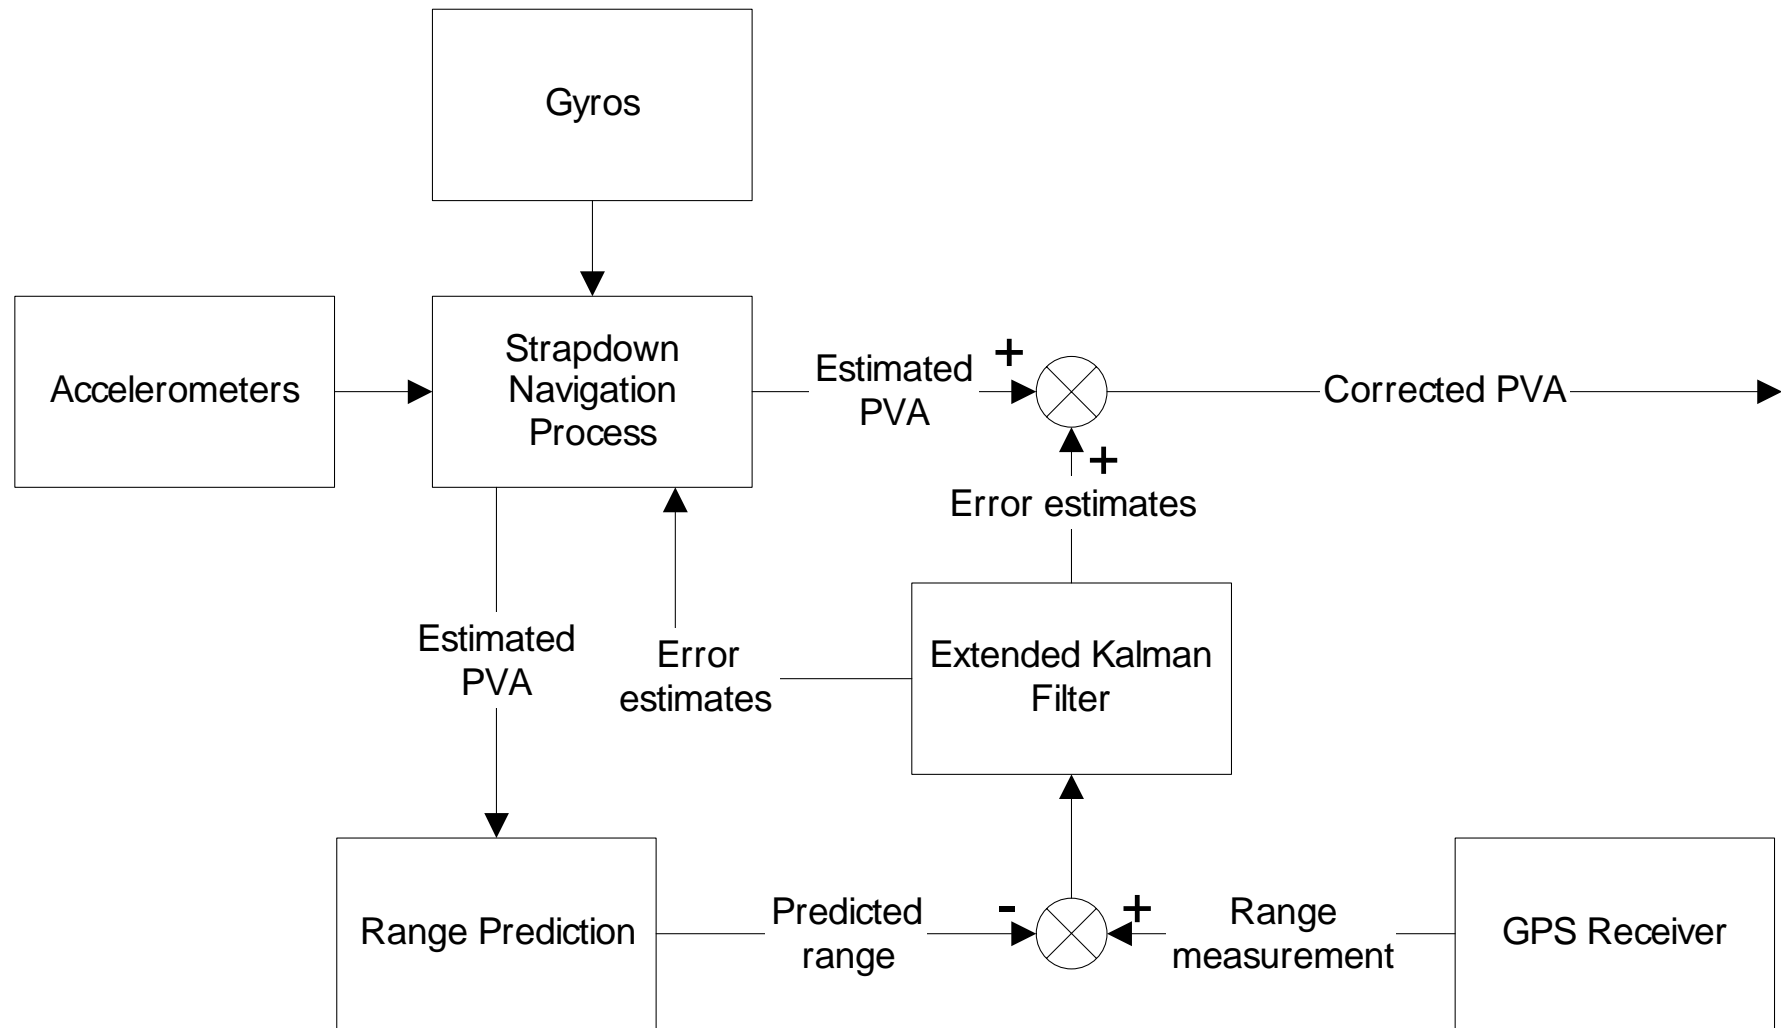 Gyros
Accelerometers
Strapdown
Navigation
Process
Estimated
PVA
+
Corrected PVA
+
Error estimates
Estimated
PVA
Error
estimates
Extended Kalman
Filter
Range Prediction
Predicted
range
-
+
Range
measurement
GPS Receiver